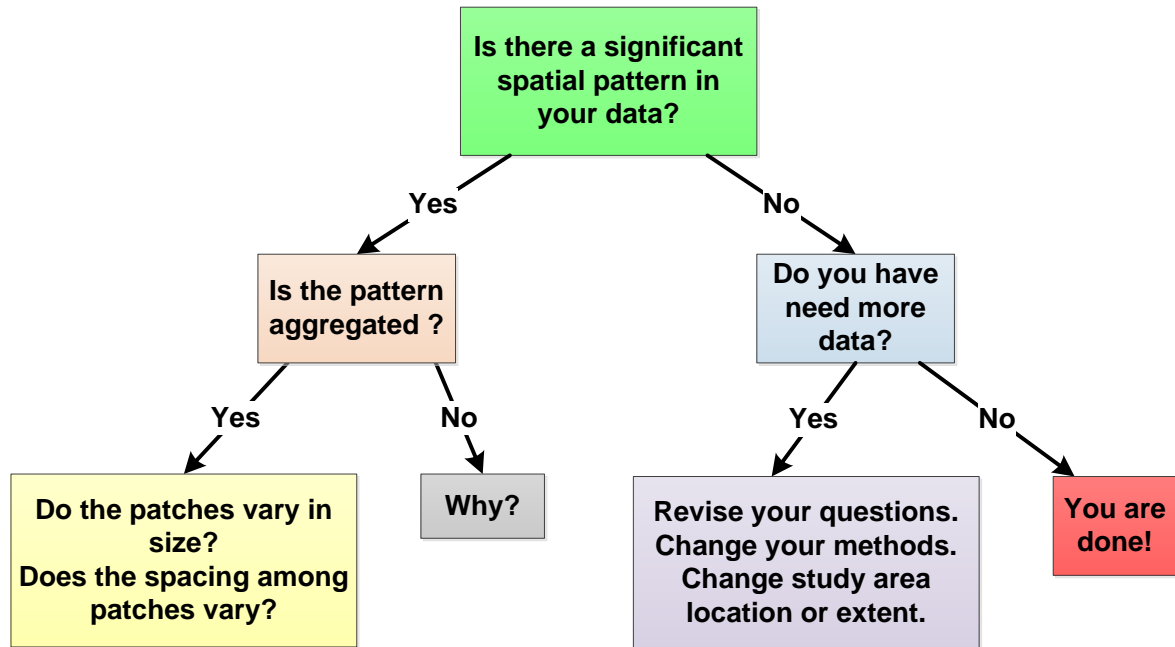 Is there a significant
spatial pattern in
your data?
Yes
No
Is the pattern
aggregated ?
Do you have
need more
data?
Yes
No
Yes
No
Do the patches vary in
size?
Does the spacing among
patches vary?
Why?
Revise your questions.
Change your methods.
Change study area
location or extent.
You are
done!